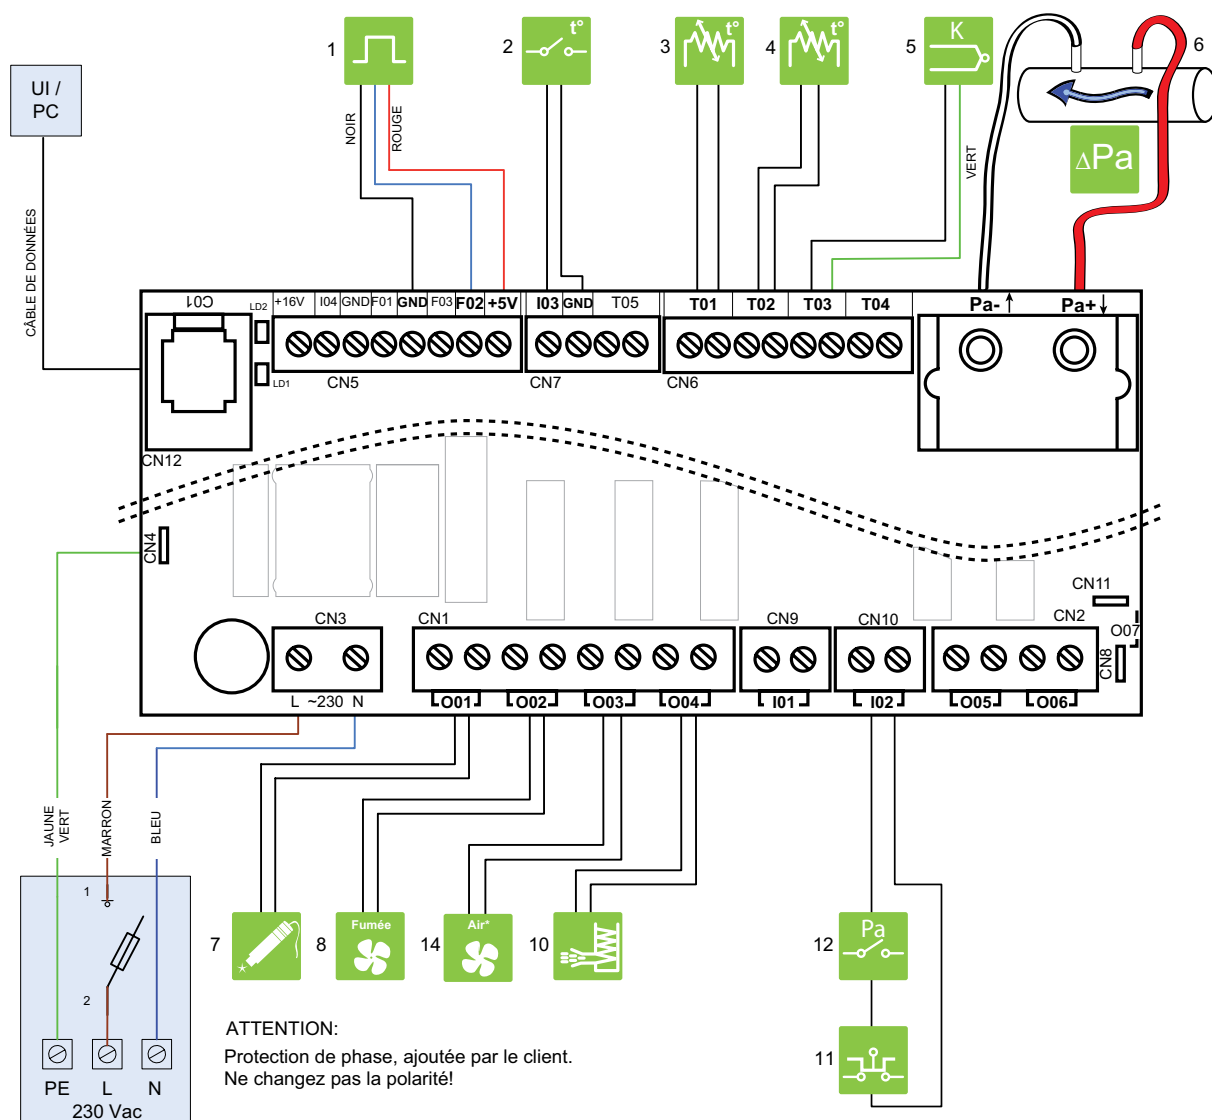 1
2
t°
3
t°
4
t°
5
K
6
UI /
PC
NOIR
ROUGE
VERT
ΔPa
CÂBLE DE DONNÉES
C01
LD2
+16V
I04
GND
F01
GND
F03
F02
+5V
I03
GND
T05
T01
T02
T03
T04
Pa-
Pa+
LD1
CN5
CN7
CN6
CN12
CN4
CN11
CN3
CN1
CN9
CN10
CN2
O07
CN8
L ~230 N
O01
O02
O03
O04
I01
I02
O05
O06
JAUNE
VERT
MARRON
BLEU
1
2
PE
L
N
230 Vac
7
8
Fumée
14
Air*
10
12
Pa
11
ATTENTION:
Protection de phase, ajoutée par le client.
Ne changez pas la polarité!